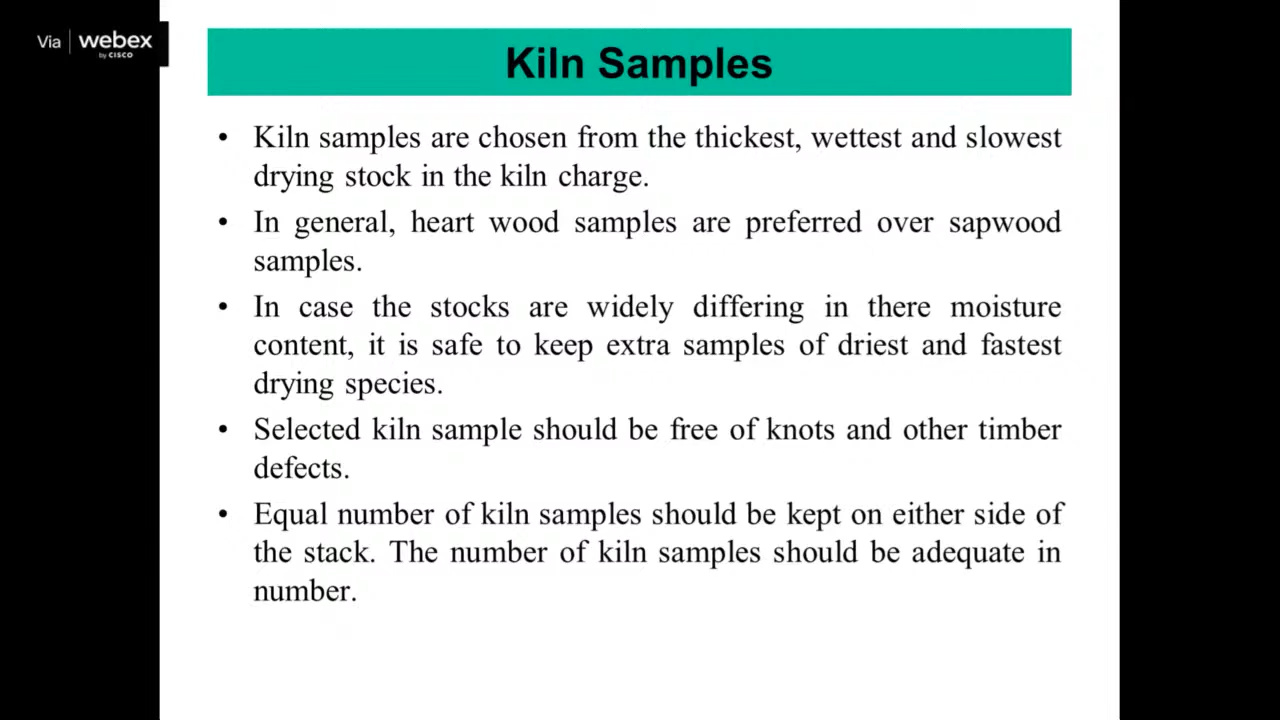 Via webex
by CISCO
Kiln Samples
• Kiln samples are chosen from the thickest, wettest and slowest
drying stock in the kiln charge.
• In general, heart wood samples are preferred over sapwood
samples.
• In case the stocks are widely differing in there moisture
content, it is safe to keep extra samples of driest and fastest
drying species.
• Selected kiln sample should be free of knots and other timber
defects.
• Equal number of kiln samples should be kept on either side of
the stack. The number of kiln samples should be adequate in
number.